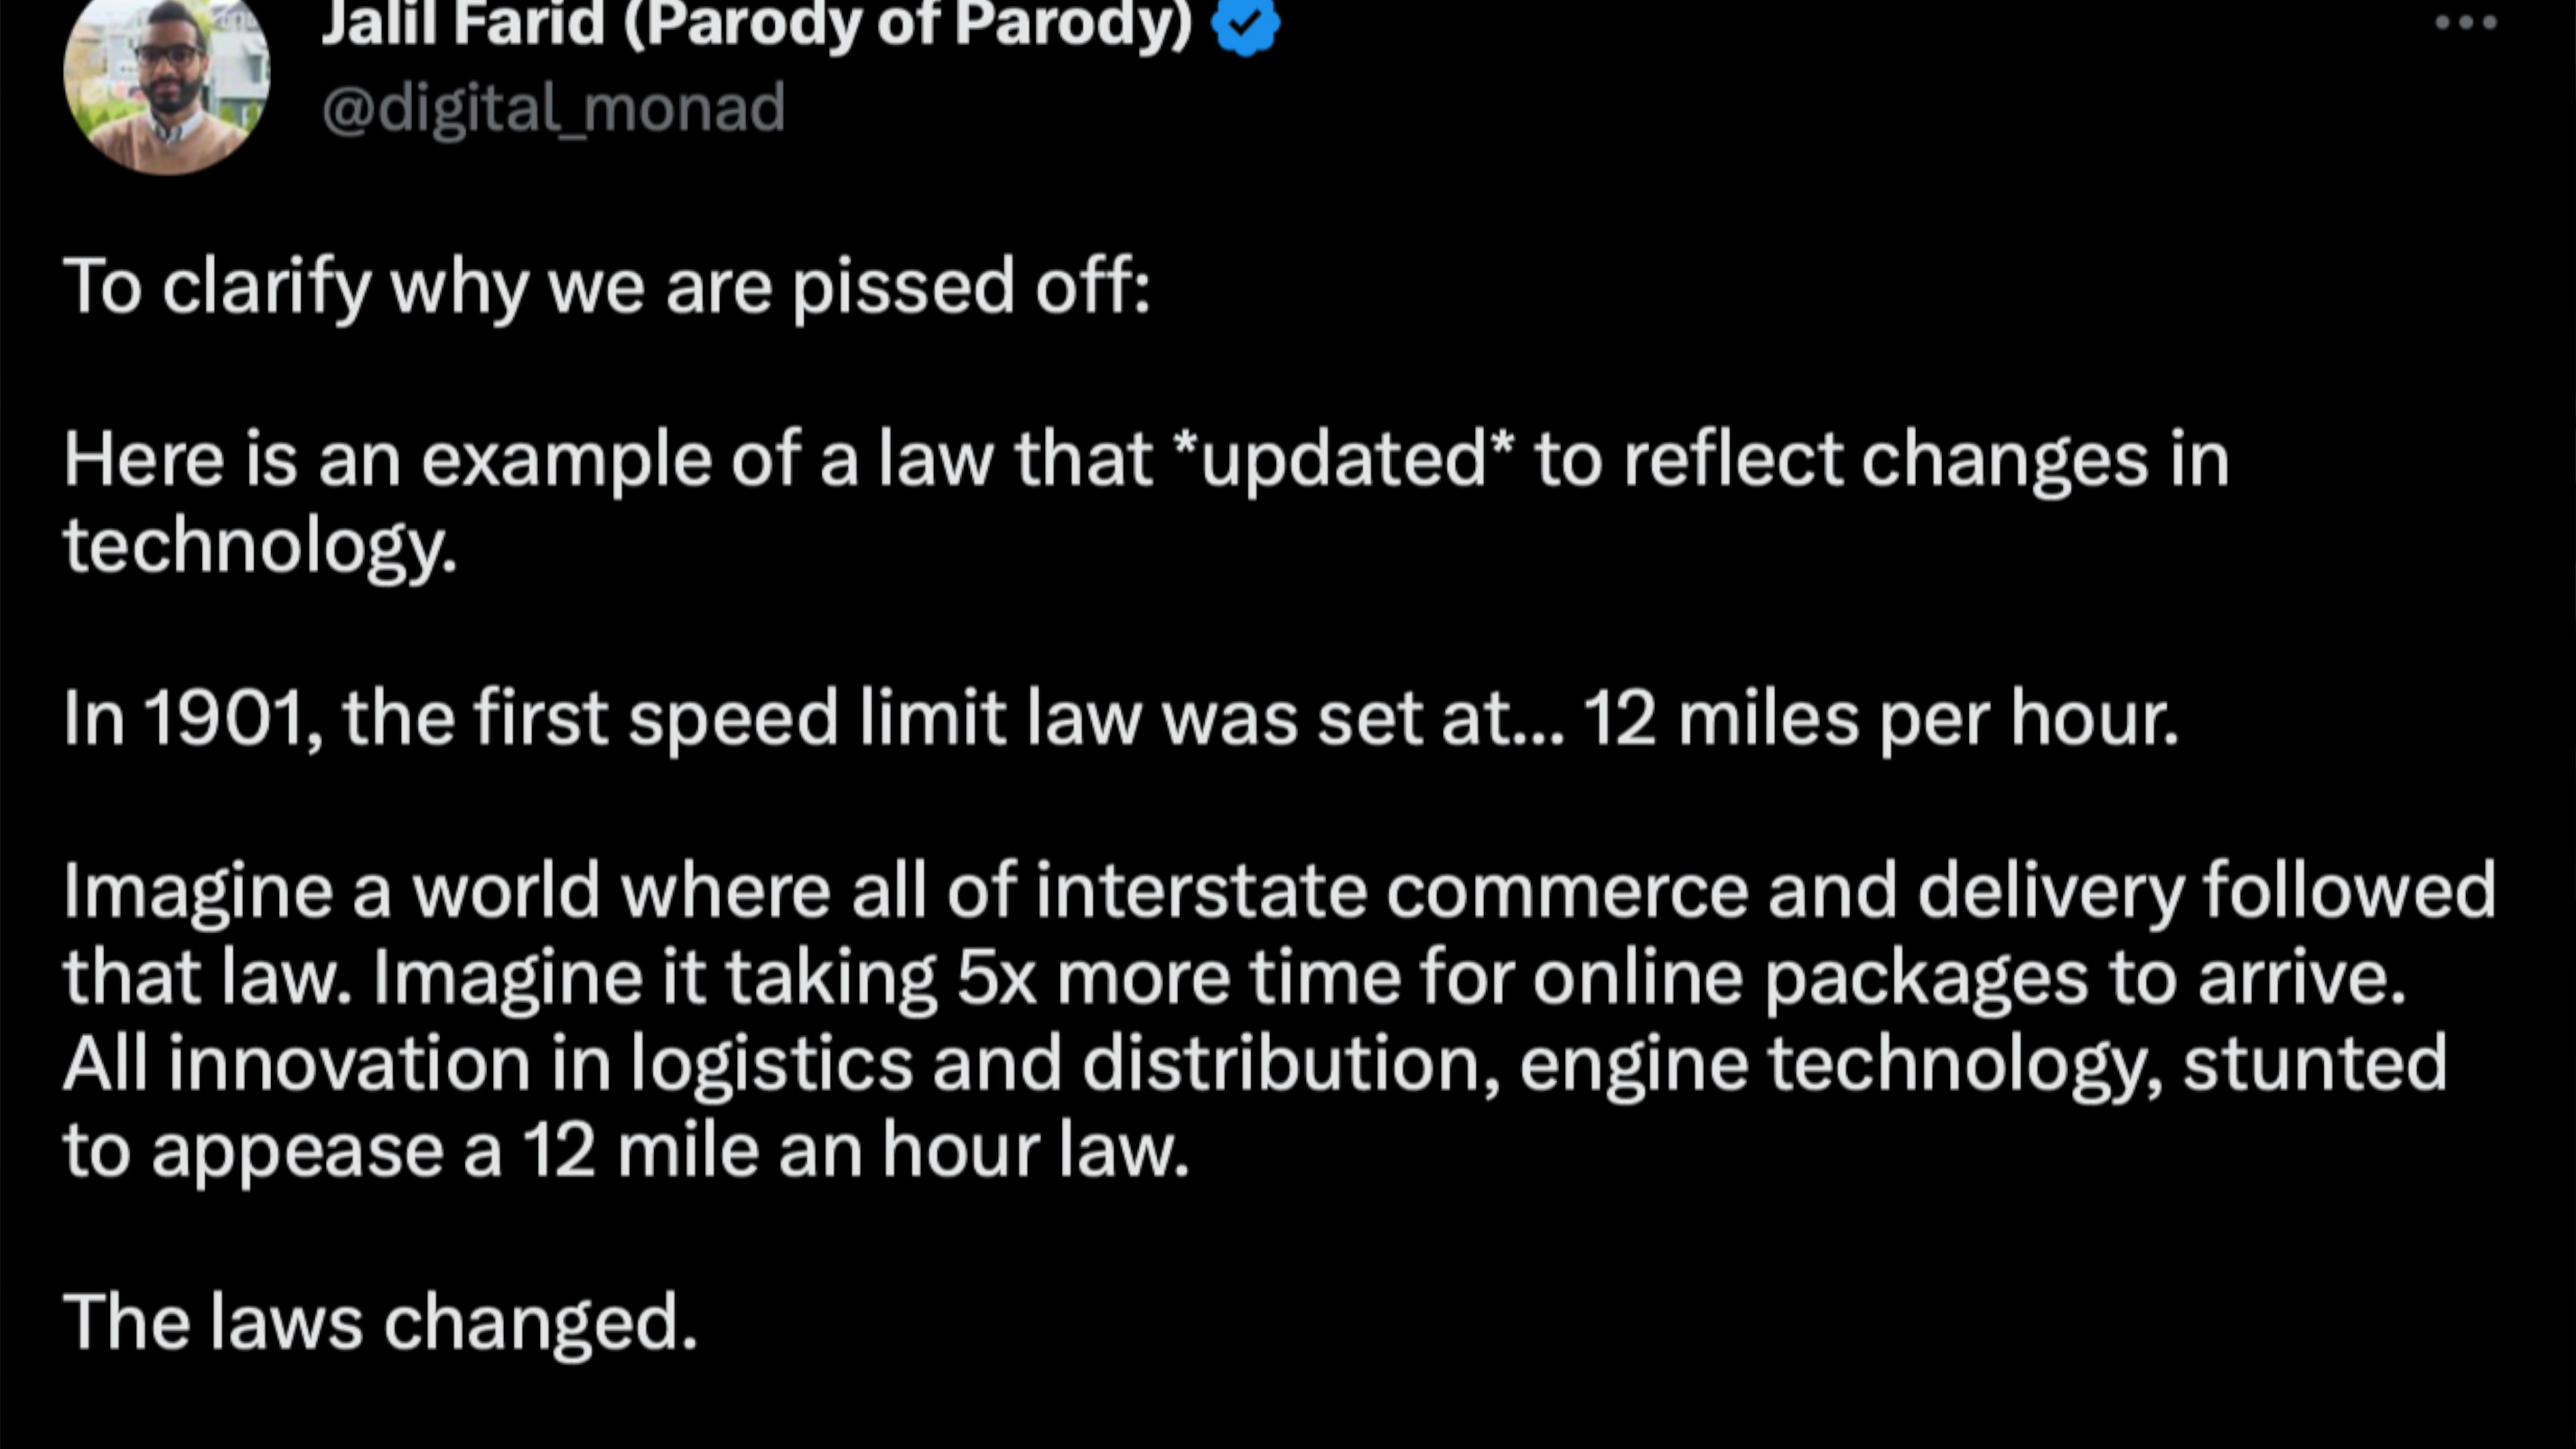 Jalil Farid (Parody of Parody)
@digital_monad
To clarify why we are pissed off:
Here is an example of a law that *updated* to reflect changes in
technology.
In 1901, the first speed limit law was set at... 12 miles per hour.
Imagine a world where all of interstate commerce and delivery followed
that law. Imagine it taking 5x more time for online packages to arrive.
All innovation in logistics and distribution, engine technology, stunted
to appease a 12 mile an hour law.
The laws changed.